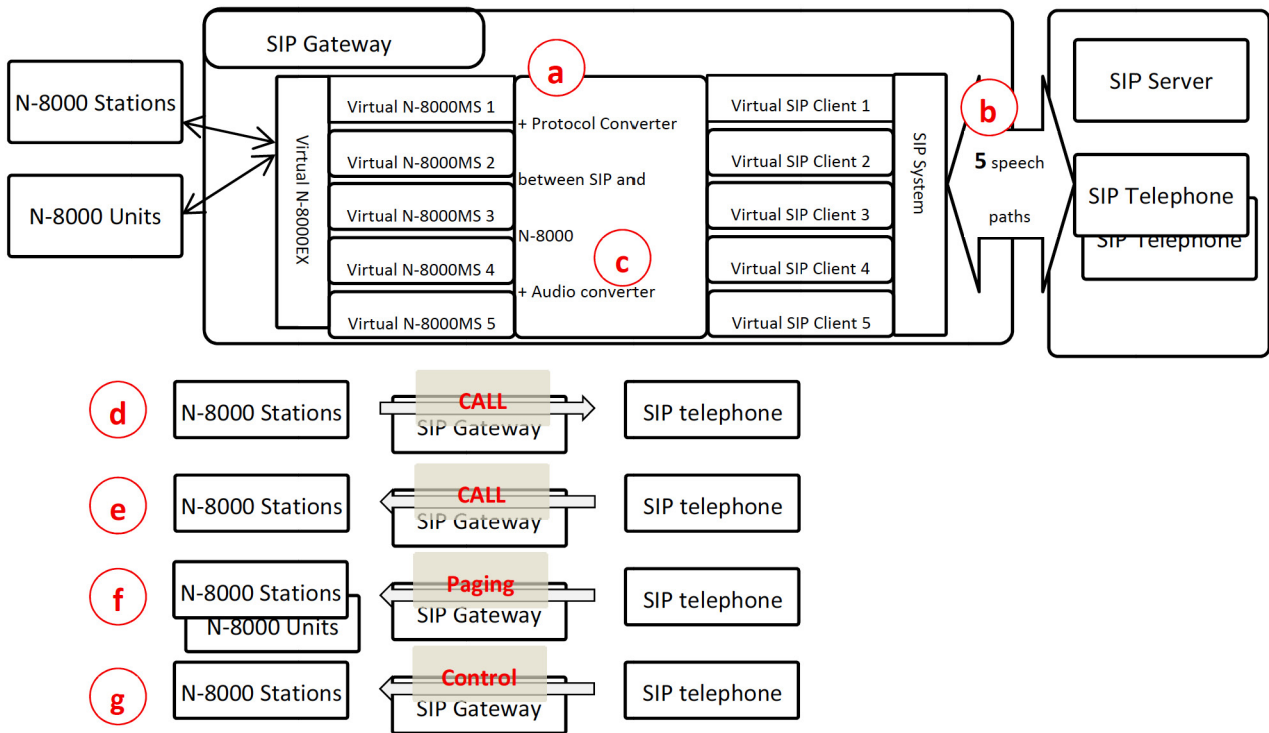 SIP Gateway
N-8000 Stations
N-8000 Units
Virtual N-8000EX
Virtual N-8000MS 1
Virtual N-8000MS 2
Virtual N-8000MS 3
Virtual N-8000MS 4
Virtual N-8000MS 5
a
+ Protocol Converter
between SIP and
N-8000
c
+ Audio converter
Virtual SIP Client 1
Virtual SIP Client 2
Virtual SIP Client 3
Virtual SIP Client 4
Virtual SIP Client 5
SIP System
b
5 speech
paths
SIP Server
SIP Telephone
SIP Telephone
d
N-8000 Stations
CALL
SIP Gateway
SIP telephone
e
N-8000 Stations
CALL
SIP Gateway
SIP telephone
f
N-8000 Stations
N-8000 Units
Paging
SIP Gateway
SIP telephone
g
N-8000 Stations
Control
SIP Gateway
SIP telephone